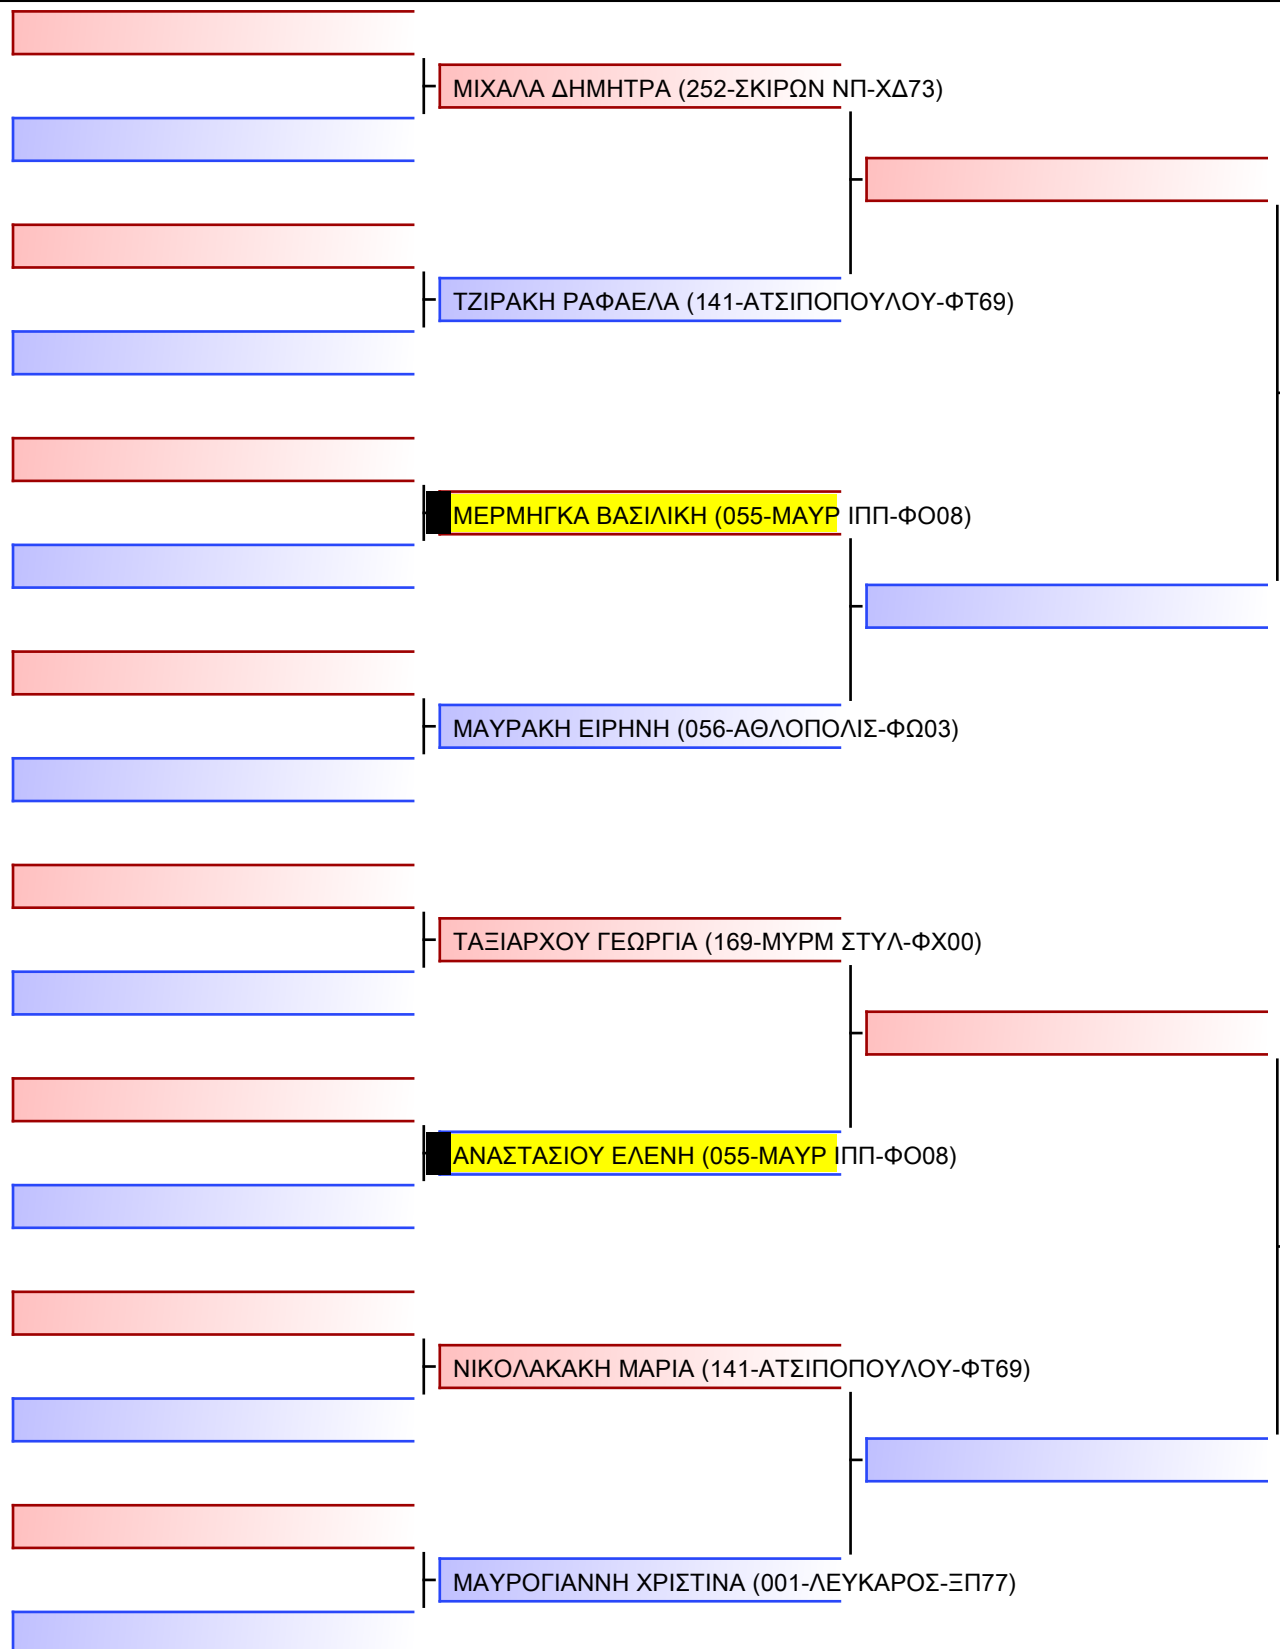 ΜΙΧΑΛΑ ΔΗΜΗΤΡΑ (252-ΣΚΙΡΩΝ ΝΠ-ΧΔ73)
ΤΖΙΡΑΚΗ ΡΑΦΑΕΛΑ (141-ΑΤΣΙΠΟΠΟΥΛΟΥ-ΦΤ69)
ΜΕΡΜΗΓΚΑ ΒΑΣΙΛΙΚΗ (055-ΜΑΥΡ ΙΠΠ-ΦΟ08)
ΜΑΥΡΑΚΗ ΕΙΡΗΝΗ (056-ΑΘΛΟΠΟΛΙΣ-ΦΩ03)
ΤΑΞΙΑΡΧΟΥ ΓΕΩΡΓΙΑ (169-ΜΥΡΜ ΣΤΥΛ-ΦΧ00)
ΑΝΑΣΤΑΣΙΟΥ ΕΛΕΝΗ (055-ΜΑΥΡ ΙΠΠ-ΦΟ08)
ΝΙΚΟΛΑΚΑΚΗ ΜΑΡΙΑ (141-ΑΤΣΙΠΟΠΟΥΛΟΥ-ΦΤ69)
ΜΑΥΡΟΓΙΑΝΝΗ ΧΡΙΣΤΙΝΑ (001-ΛΕΥΚΑΡΟΣ-ΞΠ77)